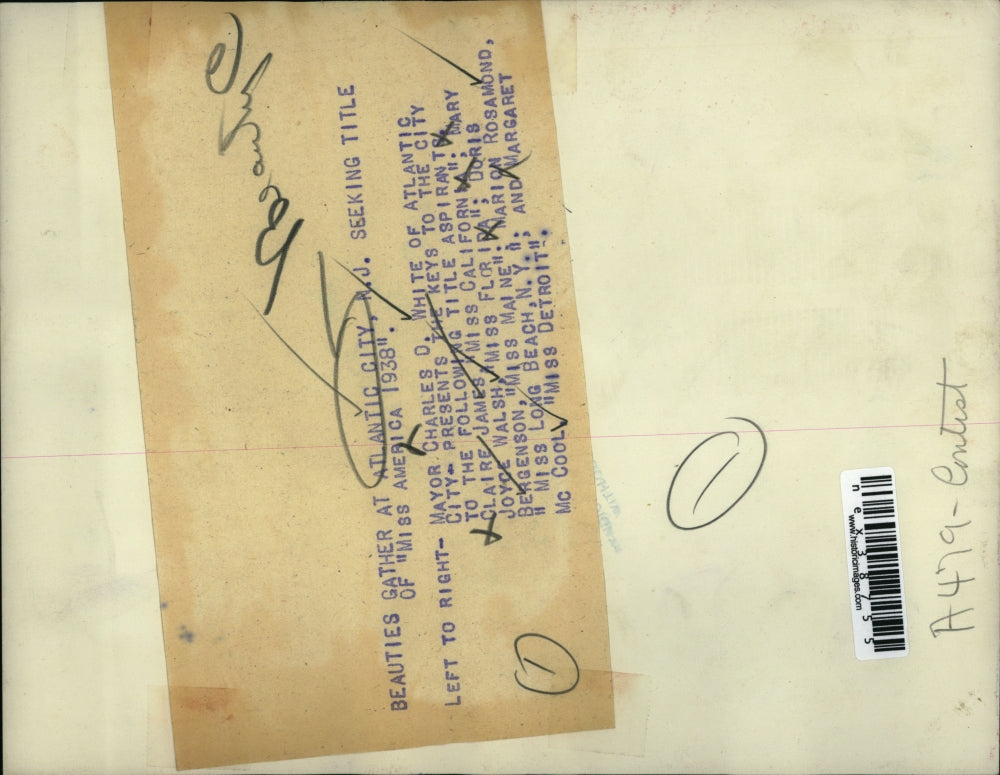 BEAUTIES GATHER AT ATLANTIC CITY, N.J. SEEKING TITLE
OF "MISS AMERICA 1938".
LEFT TO RIGHT- MAYOR CHARLES D. WHITE OF ATLANTIC
CITY- PRESENTS THE KEYS TO THE CITY
TO THE FOLLOWING TITLE ASPIRANTS. MARY
CLAIRE JAMES, "MISS CALIFORNIA", DORIS
JOYCE WALSH, "MISS FLORIDA", MARION ROSAMOND,
BERGENSON, "MISS MAINE"; AND MARGARET
" MISS LONG BEACH, N.Y.";
MC COOL, "MISS DETROIT".
1
1
nex38755
www.historicimages.com
A479-Contest